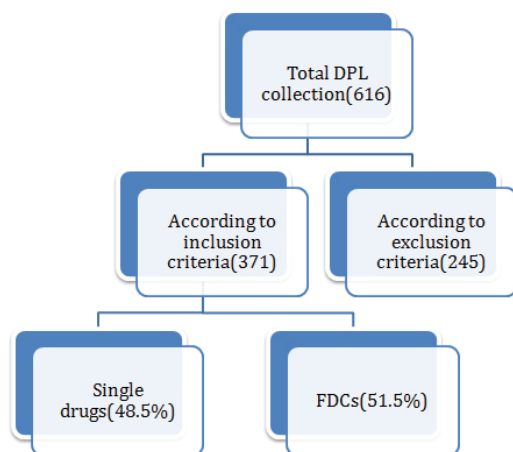 Total DPL
collection(616)
According to
inclusion
criteria(371)
According to
exclusion
criteria(245)
Single
drugs(48.5%)
FDCs(51.5%)